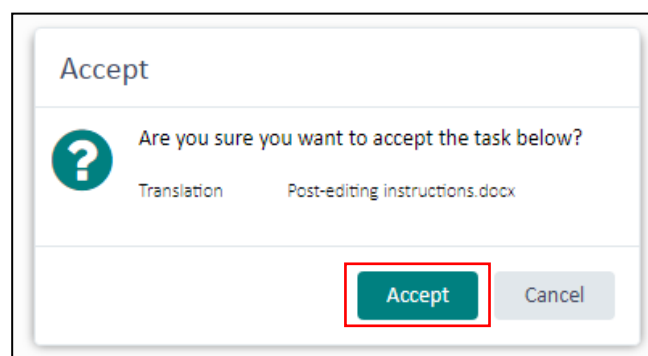 Accept
Are you sure you want to accept the task below?
Translation Post-editing instructions.docx
Accept Cancel